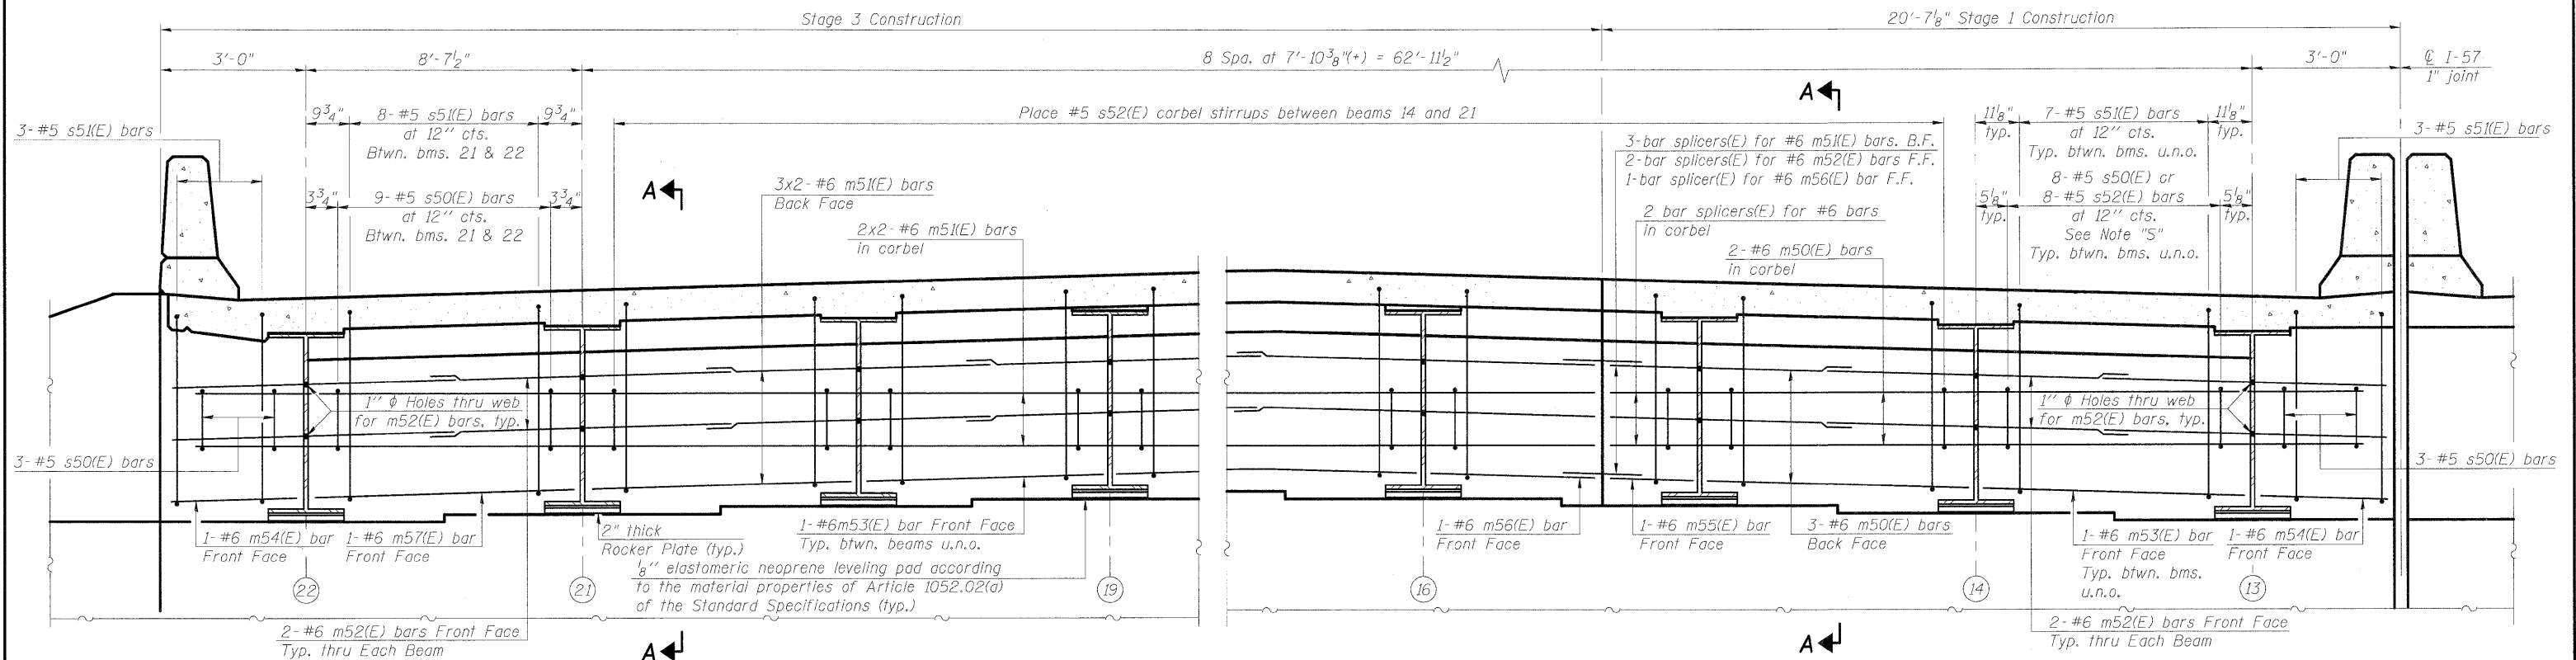 Stage 3 Construction
20'-7⅛" Stage 1 Construction
3'-0"
8'-7½"
8 Spa. at 7'-10⅜"(+) = 62'-11½"
3'-0"
℄ I-57
1" joint
3-#5 s51(E) bars
9¾"
8-#5 s51(E) bars
at 12" cts.
Btwn. bms. 21 & 22
9¾"
Place #5 s52(E) corbel stirrups between beams 14 and 21
A
11⅛"
typ.
7-#5 s51(E) bars
at 12" cts.
Typ. btwn. bms. u.n.o.
11⅛"
typ.
3-#5 s51(E) bars
3¾"
9-#5 s50(E) bars
at 12" cts.
Btwn. bms. 21 & 22
3¾"
A
3x2-#6 m51(E) bars
Back Face
2x2-#6 m51(E) bars
in corbel
3-bar splicers(E) for #6 m51(E) bars. B.F.
2-bar splicers(E) for #6 m52(E) bars F.F.
1-bar splicer(E) for #6 m56(E) bar F.F.
2 bar splicers(E) for #6 bars
in corbel
2-#6 m50(E) bars
in corbel
5⅛"
typ.
8-#5 s50(E) or
8-#5 s52(E) bars
at 12" cts.
See Note "S"
Typ. btwn. bms. u.n.o.
5⅛"
typ.
1" ϕ Holes thru web
for m52(E) bars, typ.
1" ϕ Holes thru web
for m52(E) bars, typ.
3-#5 s50(E) bars
3-#5 s50(E) bars
1-#6 m54(E) bar
Front Face
1-#6 m57(E) bar
Front Face
2" thick
Rocker Plate (typ.)
1-#6m53(E) bar Front Face
Typ. btwn. beams u.n.o.
1-#6 m56(E) bar
Front Face
1-#6 m55(E) bar
Front Face
3-#6 m50(E) bars
Back Face
1-#6 m53(E) bar
Front Face
Typ. btwn. bms.
u.n.o.
1-#6 m54(E) bar
Front Face
⅛" elastomeric neoprene leveling pad according
to the material properties of Article 1052.02(a)
of the Standard Specifications (typ.)
22
21
19
16
14
13
2-#6 m52(E) bars Front Face
Typ. thru Each Beam
A
A
2-#6 m52(E) bars Front Face
Typ. thru Each Beam